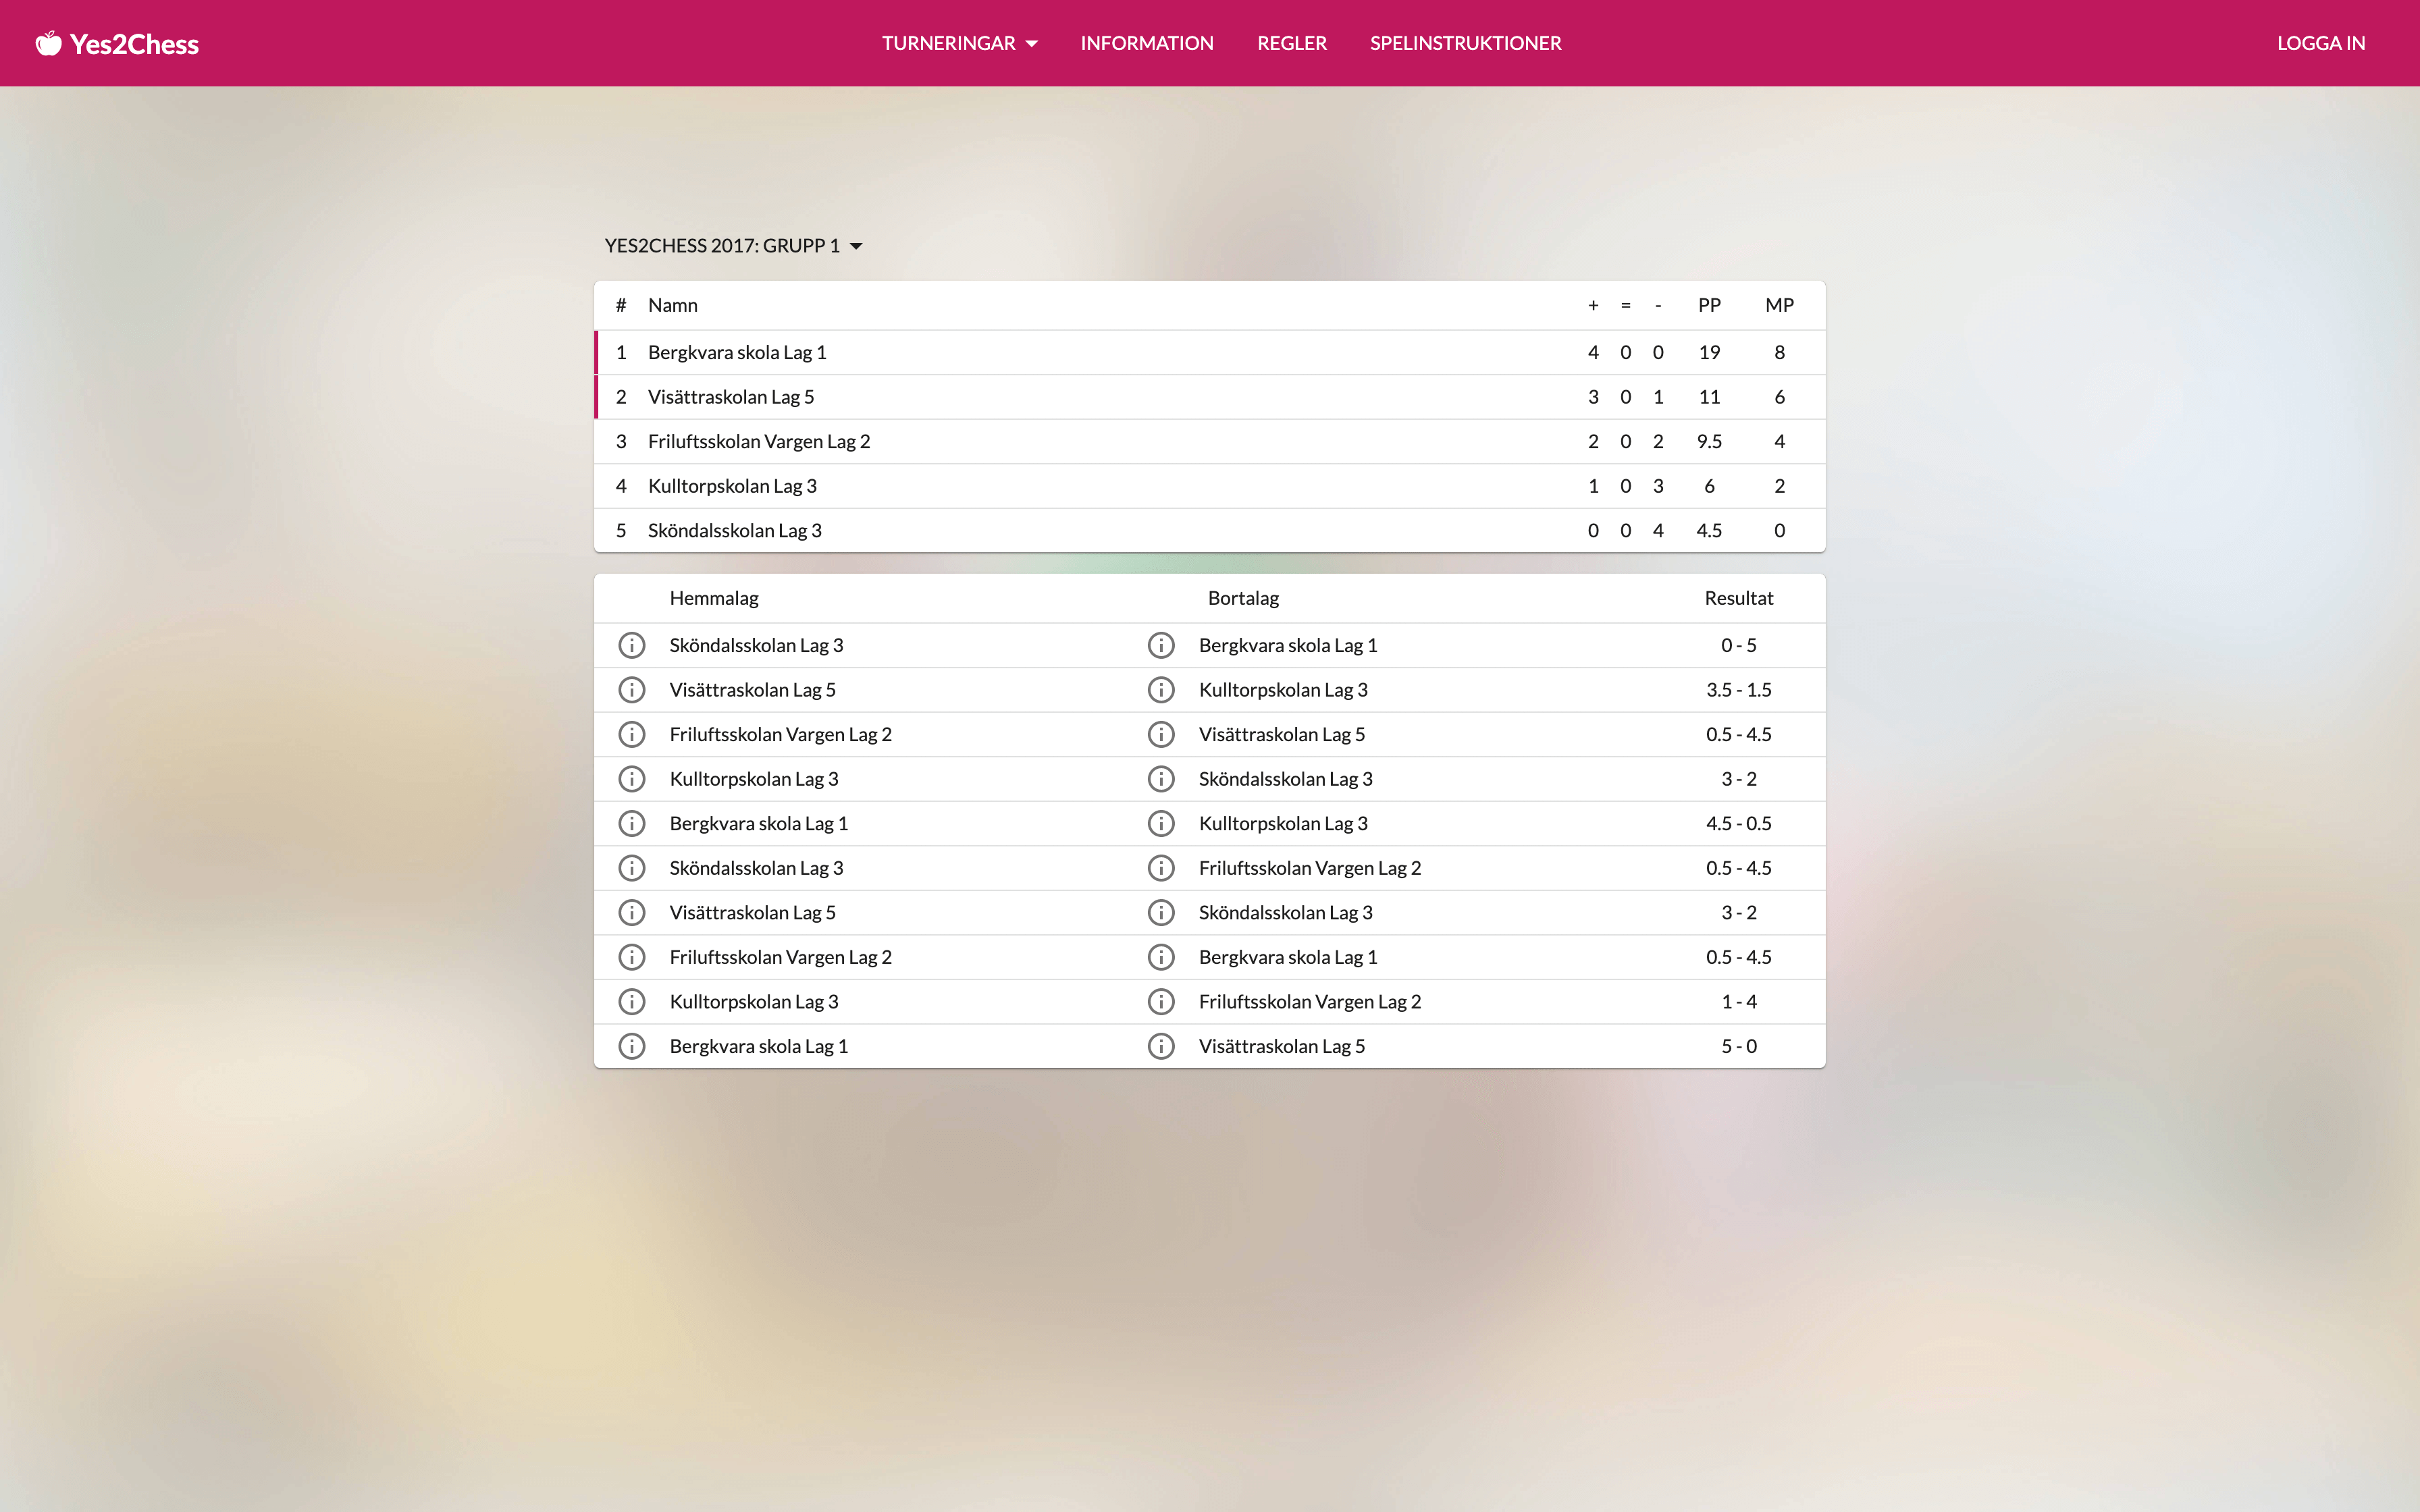 Yes2Chess TURNERINGAR INFORMATION REGLER SPELINSTRUKTIONER LOGGA IN
YES2CHESS 2017: GRUPP 1
# Namn + = - PP MP
1 Bergkvara skola Lag 1 4 0 0 19 8
2 Visättraskolan Lag 5 3 0 1 11 6
3 Friluftsskolan Vargen Lag 2 2 0 2 9.5 4
4 Kulltorpskolan Lag 3 1 0 3 6 2
5 Sköndalsskolan Lag 3 0 0 4 4.5 0
Hemmalag Bortalag Resultat
Sköndalsskolan Lag 3 Bergkvara skola Lag 1 0 - 5
Visättraskolan Lag 5 Kulltorpskolan Lag 3 3.5 - 1.5
Friluftsskolan Vargen Lag 2 Visättraskolan Lag 5 0.5 - 4.5
Kulltorpskolan Lag 3 Sköndalsskolan Lag 3 3 - 2
Bergkvara skola Lag 1 Kulltorpskolan Lag 3 4.5 - 0.5
Sköndalsskolan Lag 3 Friluftsskolan Vargen Lag 2 0.5 - 4.5
Visättraskolan Lag 5 Sköndalsskolan Lag 3 3 - 2
Friluftsskolan Vargen Lag 2 Bergkvara skola Lag 1 0.5 - 4.5
Kulltorpskolan Lag 3 Friluftsskolan Vargen Lag 2 1 - 4
Bergkvara skola Lag 1 Visättraskolan Lag 5 5 - 0